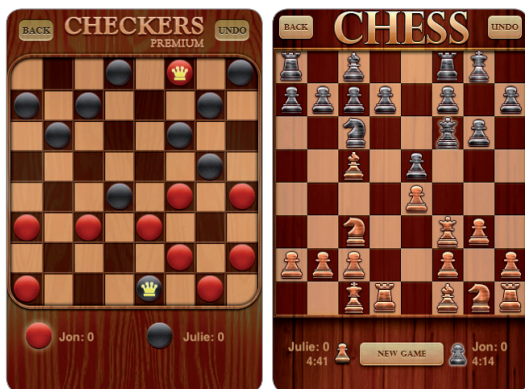 BACK
CHECKERS
PREMIUM
UNDO
Jon: 0
Julie: 0
BACK
CHESS
UNDO
Julie: 0
4:41
NEW GAME
Jon: 0
4:14